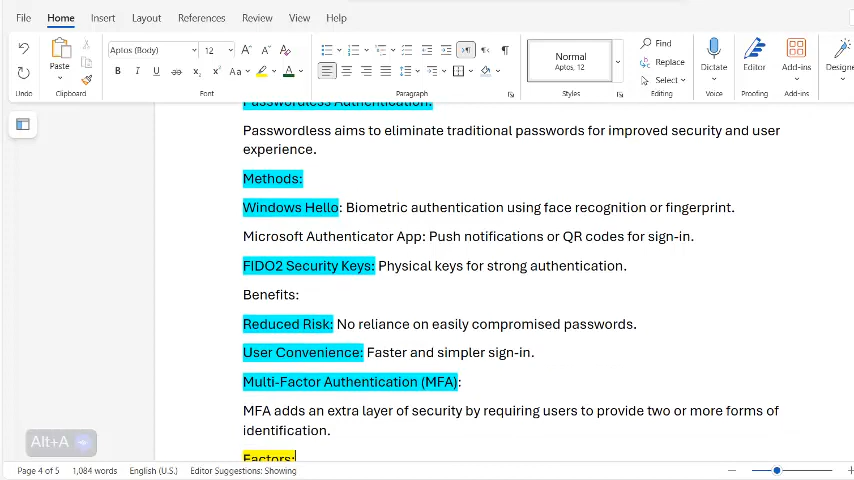 File Home Insert Layout References Review View Help
Aptos (Body) 12 A A A Normal Find
Paste B I U ab x₂ x² Aa A Aptos, 12 Replace Dictate Editor Add-ins Designe
Select
Undo Clipboard Font Paragraph Styles Editing Voice Proofing Add-ins
Passwordless Authentication:
Passwordless aims to eliminate traditional passwords for improved security and user
experience.
Methods:
Windows Hello: Biometric authentication using face recognition or fingerprint.
Microsoft Authenticator App: Push notifications or QR codes for sign-in.
FIDO2 Security Keys: Physical keys for strong authentication.
Benefits:
Reduced Risk: No reliance on easily compromised passwords.
User Convenience: Faster and simpler sign-in.
Multi-Factor Authentication (MFA):
MFA adds an extra layer of security by requiring users to provide two or more forms of
identification.
Alt+A
Factors:
Page 4 of 5 1,084 words English (U.S.) Editor Suggestions: Showing